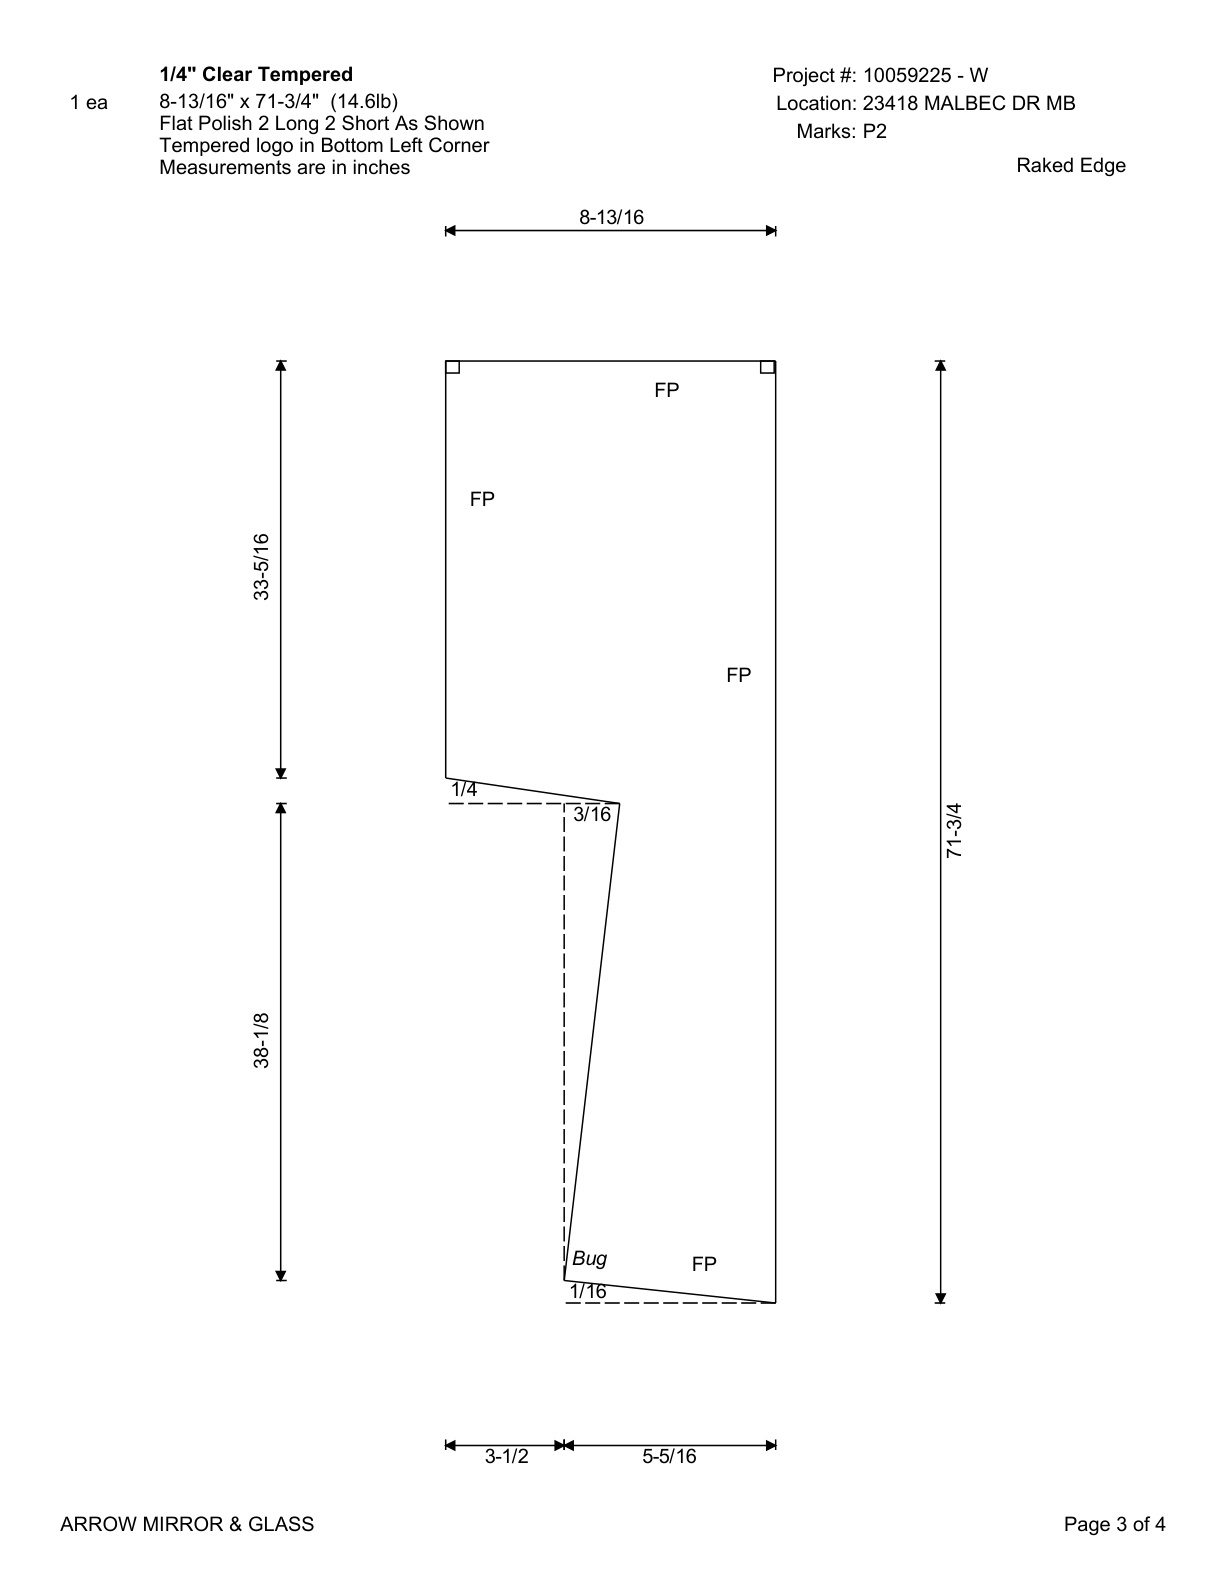 1/4" Clear Tempered
1 ea
8-13/16" x 71-3/4" (14.6lb)
Flat Polish 2 Long 2 Short As Shown
Tempered logo in Bottom Left Corner
Measurements are in inches
Project #: 10059225 - W
Location: 23418 MALBEC DR MB
Marks: P2
Raked Edge
8-13/16
FP
FP
33-5/16
FP
1/4
3/16
71-3/4
38-1/8
Bug
FP
1/16
3-1/2
5-5/16
ARROW MIRROR & GLASS
Page 3 of 4